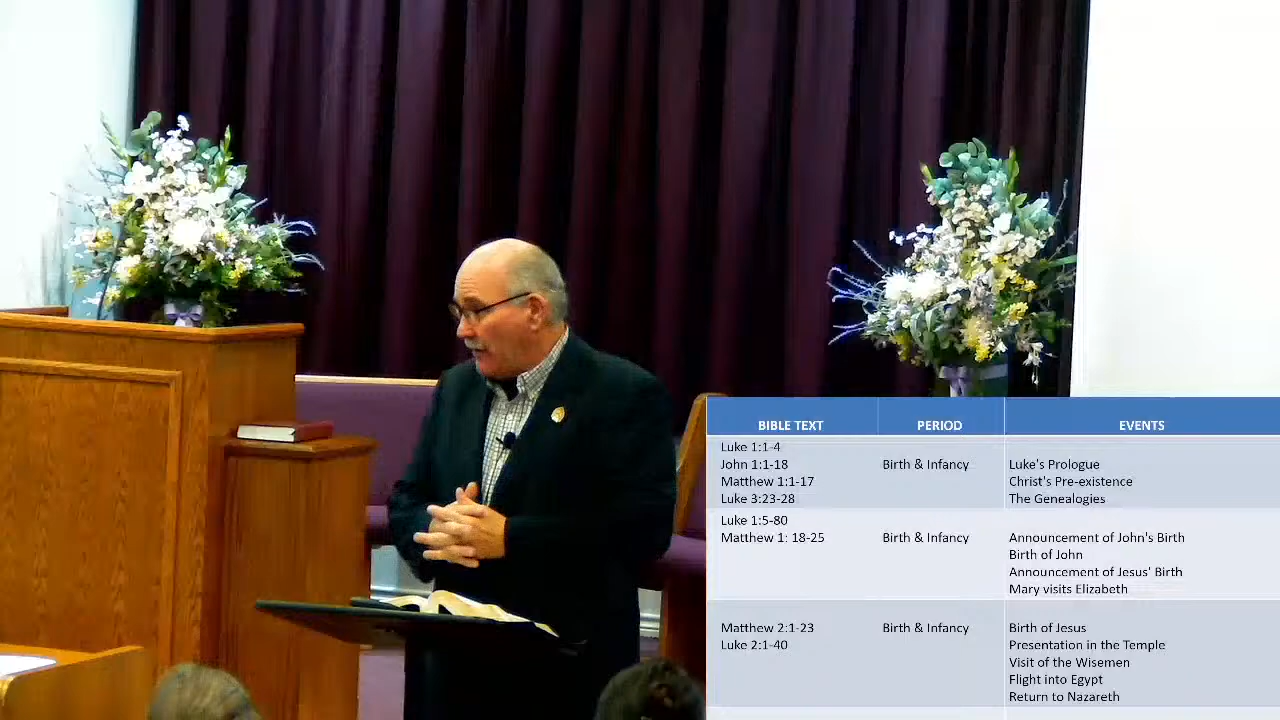 BIBLE TEXT PERIOD EVENTS
Luke 1:1-4
John 1:1-18 Birth & Infancy Luke's Prologue
Matthew 1:1-17 Christ's Pre-existence
Luke 3:23-28 The Genealogies
Luke 1:5-80
Matthew 1: 18-25 Birth & Infancy Announcement of John's Birth
Birth of John
Announcement of Jesus' Birth
Mary visits Elizabeth
Matthew 2:1-23 Birth & Infancy Birth of Jesus
Luke 2:1-40 Presentation in the Temple
Visit of the Wisemen
Flight into Egypt
Return to Nazareth